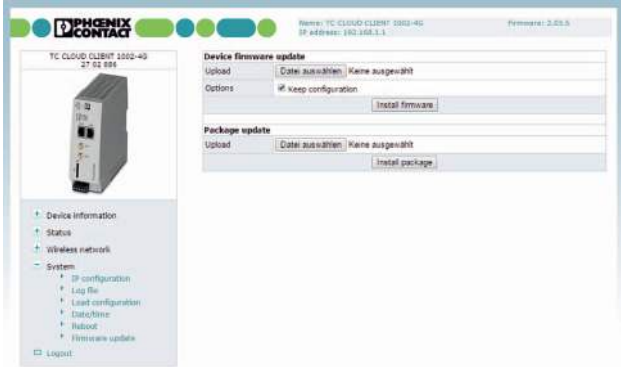 PHŒNIX
CONTACT
Name: TC CLOUD CLIENT 1002-4G
IP address: 192.168.1.1
Firmware: 2.03.6
TC CLOUD CLIENT 1002-4G
27 02 886
Device firmware update
Upload Datei auswählen Keine ausgewählt
Options Keep configuration
Install firmware
Package update
Upload Datei auswählen Keine ausgewählt
Install package
Device information
Status
Wireless network
System
IP configuration
Log file
Load configuration
Date/time
Reboot
Firmware update
Logout